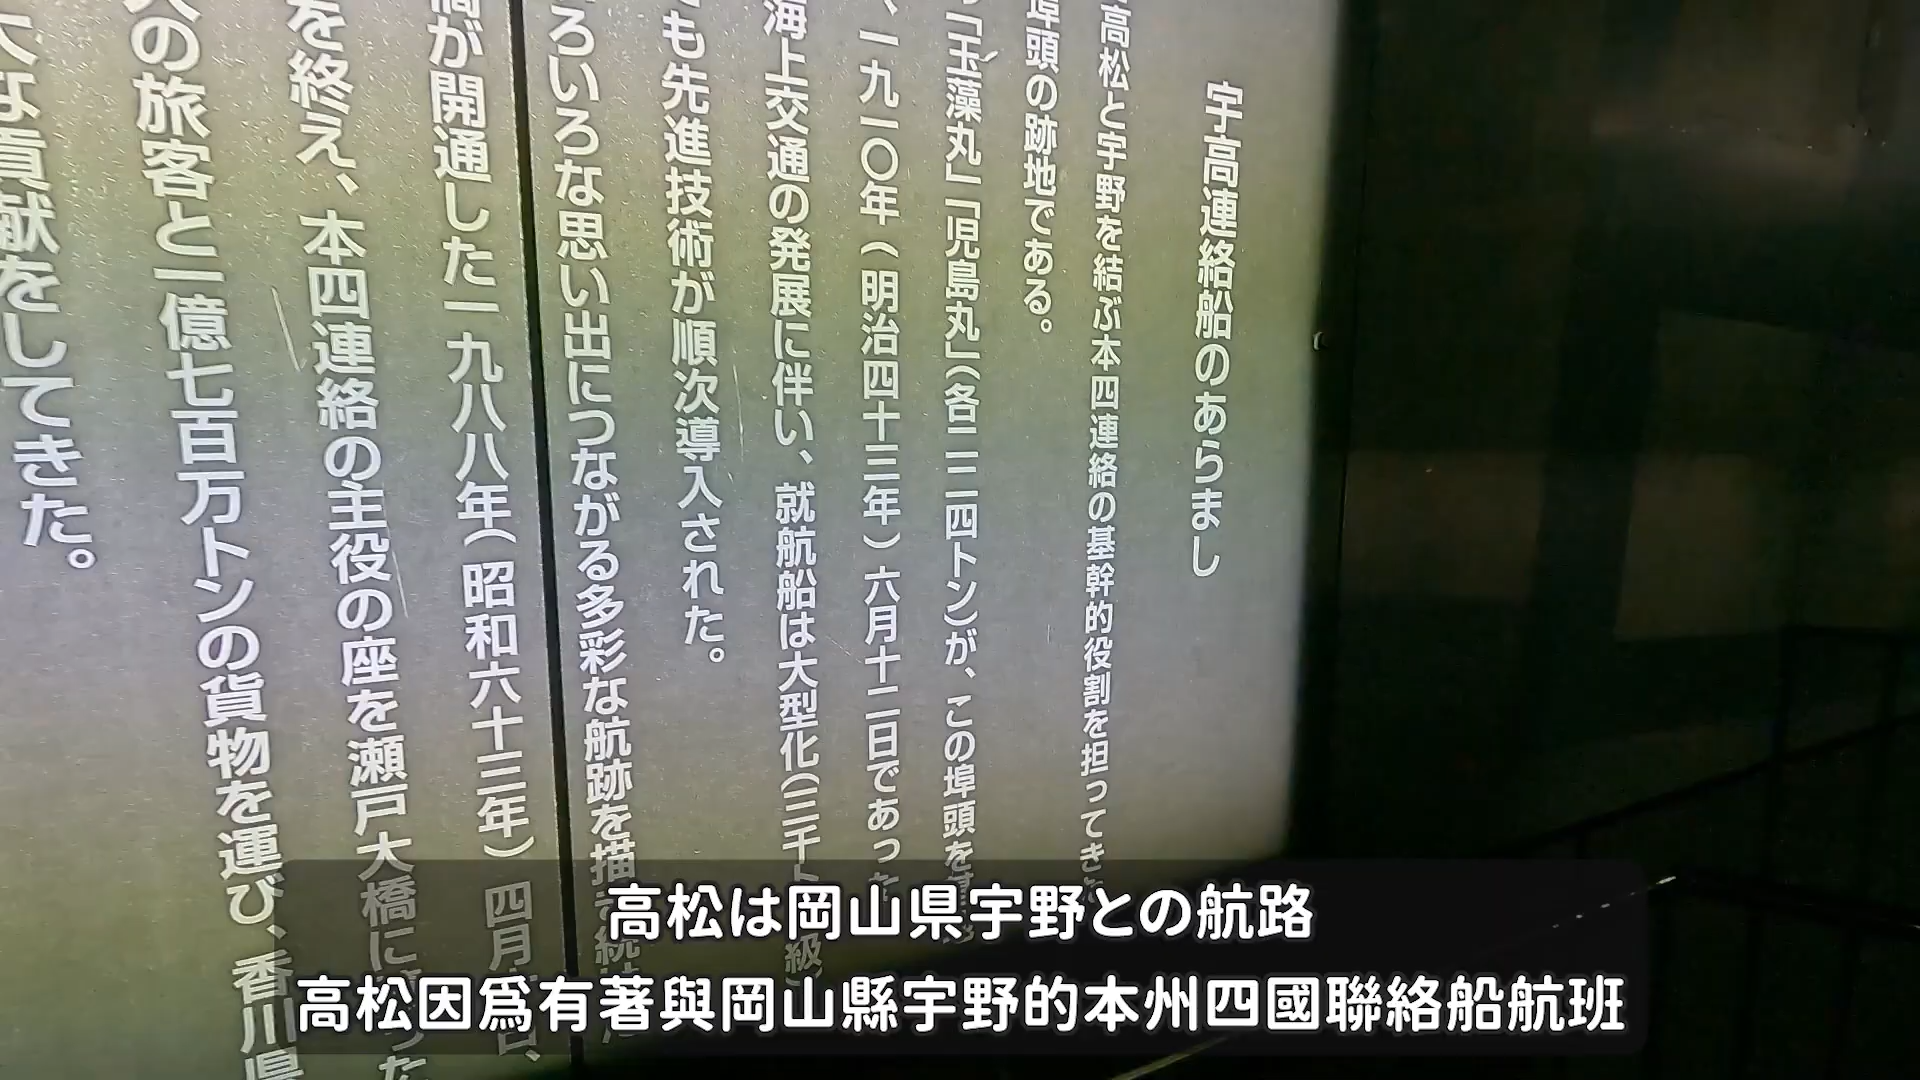 宇高連絡船のあらまし
高松と宇野を結ぶ本四連絡の基幹的役割を担ってき
埠頭の跡地である。
「玉藻丸」「児島丸」(各二二四トン)が、この埠頭を
、一九一〇年(明治四十三年)六月十二日であっ
海上交通の発展に伴い、就航船は大型化(三千ト 級、
も先進技術が順次導入された。
ろいろな思い出につながる多彩な航跡を描
が開通した一九八八年(昭和六十三年)四月 日、
を終え、本四連絡の主役の座を瀬戸大橋に った
の旅客と一億七百万トンの貨物を運び、香川県
大な貢献をしてきた。
高松は岡山県宇野との航路
高松因爲有著與岡山縣宇野的本州四國聯絡船航班